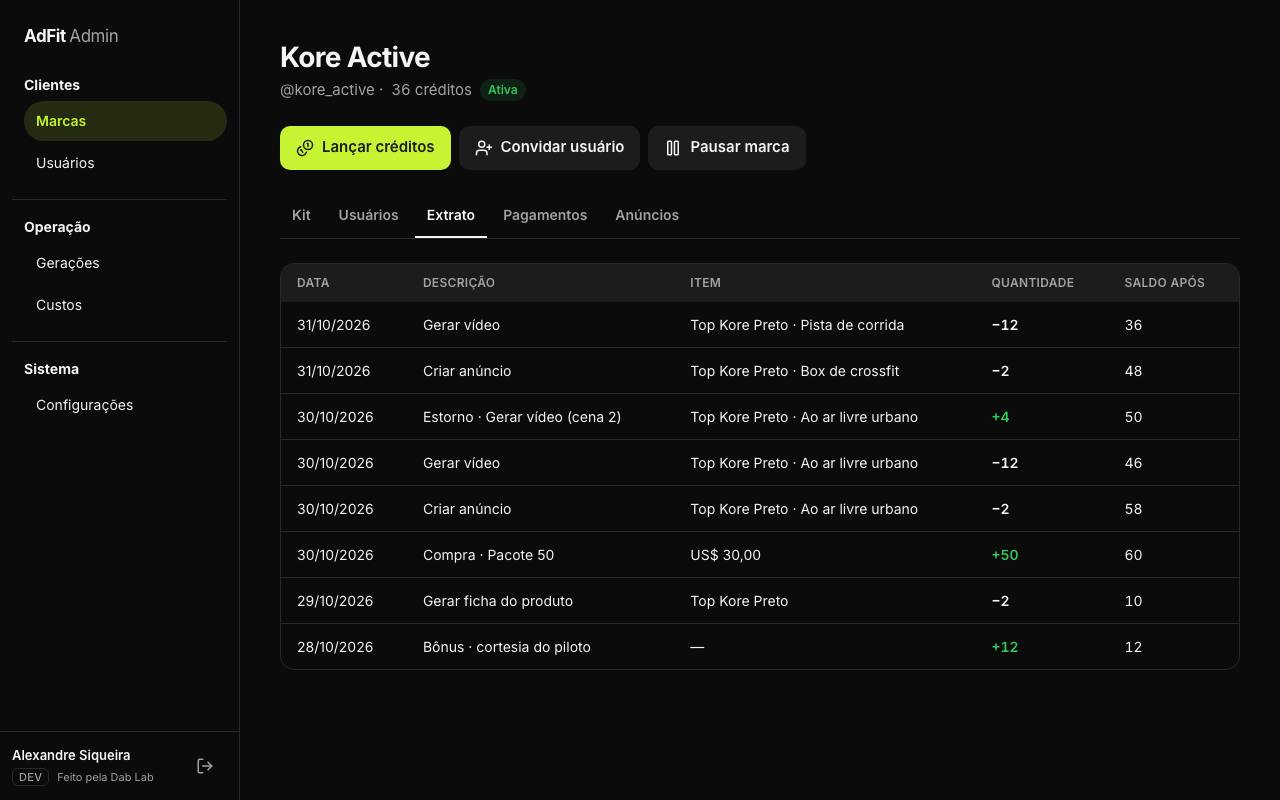 AdFit Admin
Clientes
Marcas
Usuários
Operação
Gerações
Custos
Sistema
Configurações
Alexandre Siqueira
DEV Feito pela Dab Lab
Kore Active
@kore_active · 36 créditos Ativa
Lançar créditos Convidar usuário Pausar marca
Kit Usuários Extrato Pagamentos Anúncios
DATA DESCRIÇÃO ITEM QUANTIDADE SALDO APÓS
31/10/2026 Gerar vídeo Top Kore Preto · Pista de corrida −12 36
31/10/2026 Criar anúncio Top Kore Preto · Box de crossfit −2 48
30/10/2026 Estorno · Gerar vídeo (cena 2) Top Kore Preto · Ao ar livre urbano +4 50
30/10/2026 Gerar vídeo Top Kore Preto · Ao ar livre urbano −12 46
30/10/2026 Criar anúncio Top Kore Preto · Ao ar livre urbano −2 58
30/10/2026 Compra · Pacote 50 US$ 30,00 +50 60
29/10/2026 Gerar ficha do produto Top Kore Preto −2 10
28/10/2026 Bônus · cortesia do piloto — +12 12